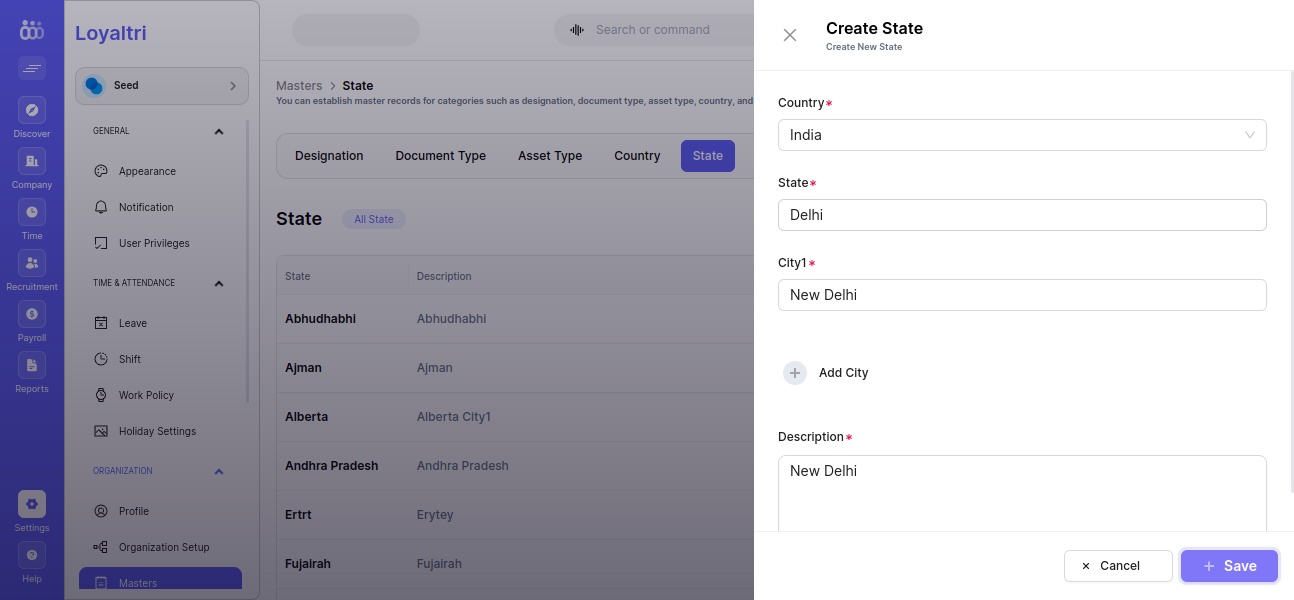 Discover
Company
Time
Recruitment
Payroll
Reports
Settings
Help
Loyaltri
Seed
GENERAL
Appearance
Notification
User Privileges
TIME & ATTENDANCE
Leave
Shift
Work Policy
Holiday Settings
ORGANIZATION
Profile
Organization Setup
Masters
Search or command
Masters > State
You can establish master records for categories such as designation, document type, asset type, country, and
Designation Document Type Asset Type Country State
State All State
State Description
Abhudhabhi Abhudhabhi
Ajman Ajman
Alberta Alberta City1
Andhra Pradesh Andhra Pradesh
Ertrt Erytey
Fujairah Fujairah
Create State
Create New State
Country*
India
State*
Delhi
City1*
New Delhi
Add City
Description*
New Delhi
Cancel
Save